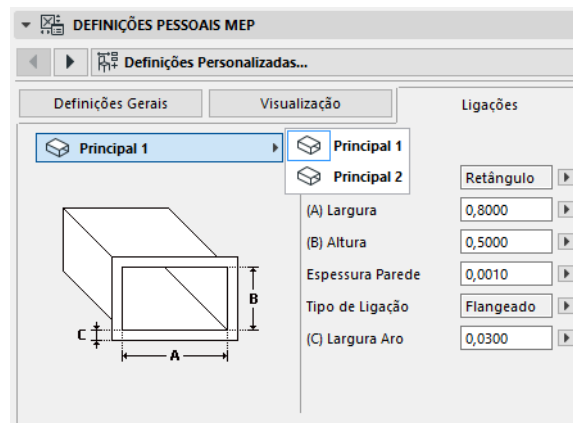 DEFINIÇÕES PESSOAIS MEP
Definições Personalizadas...
Definições Gerais
Visualização
Ligações
Principal 1
Principal 1
Principal 2
Retângulo
(A) Largura
0,8000
(B) Altura
0,5000
Espessura Parede
0,0010
Tipo de Ligação
Flangeado
(C) Largura Aro
0,0300
B
C
A